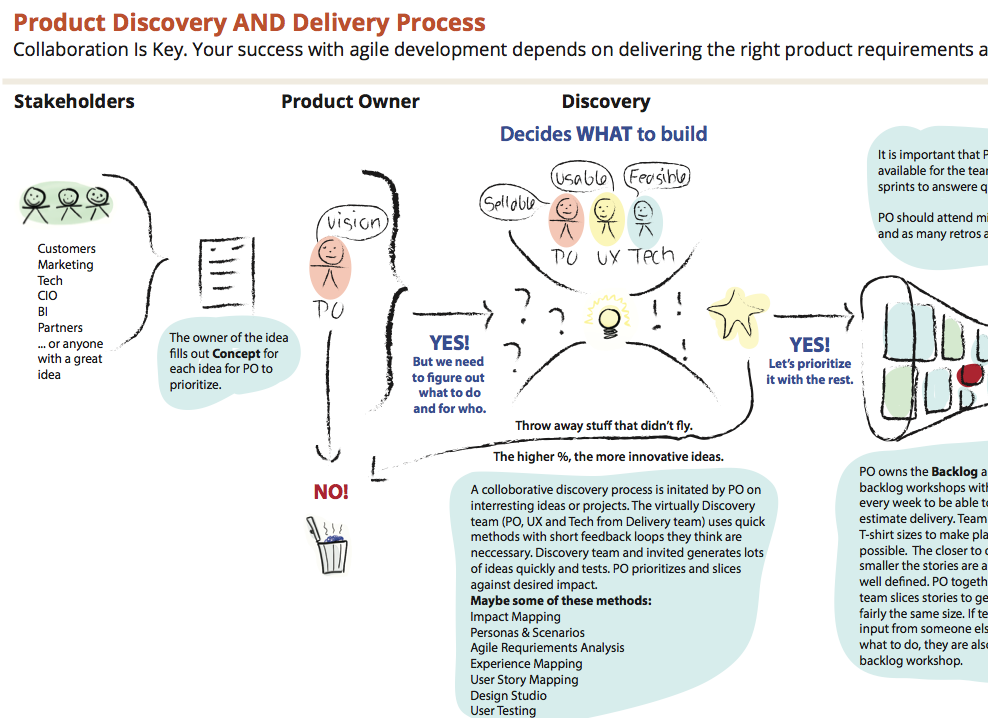 Product Discovery AND Delivery Process
Collaboration Is Key. Your success with agile development depends on delivering the right product requirements a
Stakeholders
Product Owner
Discovery
Decides WHAT to build
Customers
Marketing
Tech
CIO
BI
Partners
... or anyone
with a great
idea
The owner of the idea
fills out Concept for
each idea for PO to
prioritize.
vision
PO
NO!
YES!
But we need
to figure out
what to do
and for who.
Sellable
Usable
Feasible
PO UX Tech
? ? ? ! ! !
Throw away stuff that didn't fly.
The higher %, the more innovative ideas.
A colloborative discovery process is initated by PO on
interresting ideas or projects. The virtually Discovery
team (PO, UX and Tech from Delivery team) uses quick
methods with short feedback loops they think are
neccessary. Discovery team and invited generates lots
of ideas quickly and tests. PO prioritizes and slices
against desired impact.
Maybe some of these methods:
Impact Mapping
Personas & Scenarios
Agile Requriements Analysis
Experience Mapping
User Story Mapping
Design Studio
User Testing
YES!
Let's prioritize
it with the rest.
It is important that P
available for the tea
sprints to answer q
PO should attend mi
and as many retros a
PO owns the Backlog a
backlog workshops with
every week to be able to
estimate delivery. Team
T-shirt sizes to make pla
possible. The closer to
smaller the stories are a
well defined. PO togeth
team slices stories to ge
fairly the same size. If te
input from someone els
what to do, they are als
backlog workshop.